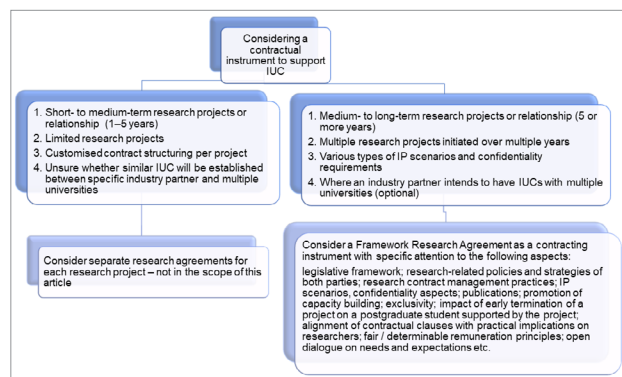 Considering a
contractual
instrument to support
IUC
1. Short- to medium-term research projects or
relationship (1–5 years)
2. Limited research projects
3. Customised contract structuring per project
4. Unsure whether similar IUC will be established
between specific industry partner and multiple
universities
1. Medium- to long-term research projects or relationship (5 or
more years)
2. Multiple research projects initiated over multiple years
3. Various types of IP scenarios and confidentiality
requirements
4. Where an industry partner intends to have IUCs with multiple
universities (optional)
Consider separate research agreements for
each research project – not in the scope of this
article
Consider a Framework Research Agreement as a contracting
instrument with specific attention to the following aspects:
legislative framework; research-related policies and strategies of
both parties; research contract management practices; IP
scenarios, confidentiality aspects; publications; promotion of
capacity building; exclusivity; impact of early termination of a
project on a postgraduate student supported by the project;
alignment of contractual clauses with practical implications on
researchers; fair / determinable remuneration principles; open
dialogue on needs and expectations etc.